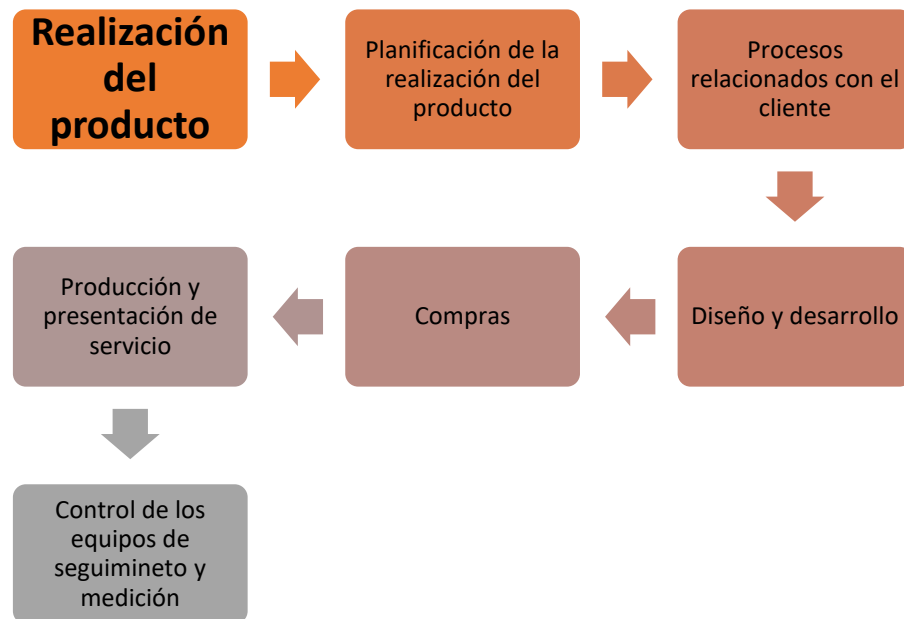 Realización
del
producto
Planificación de la
realización del
producto
Procesos
relacionados con el
cliente
Diseño y desarrollo
Compras
Producción y
presentación de
servicio
Control de los
equipos de
seguimineto y
medición